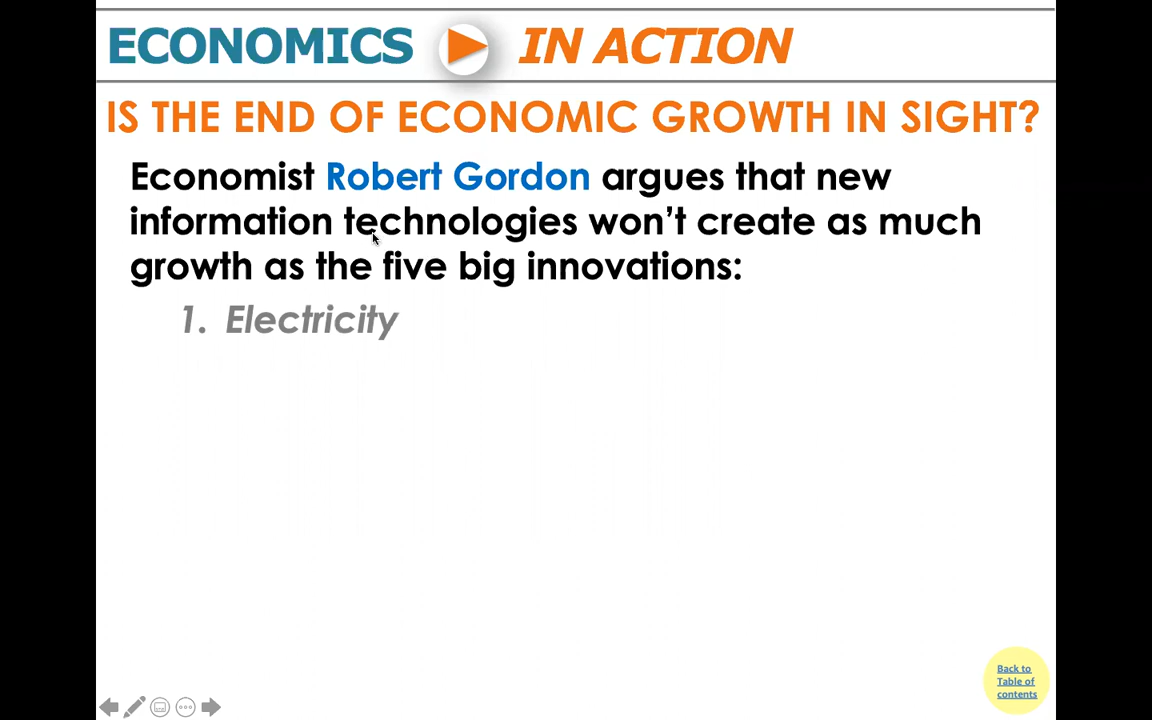 ECONOMICS IN ACTION
IS THE END OF ECONOMIC GROWTH IN SIGHT?
Economist Robert Gordon argues that new
information technologies won’t create as much
growth as the five big innovations:
1. Electricity
Back to
Table of
contents